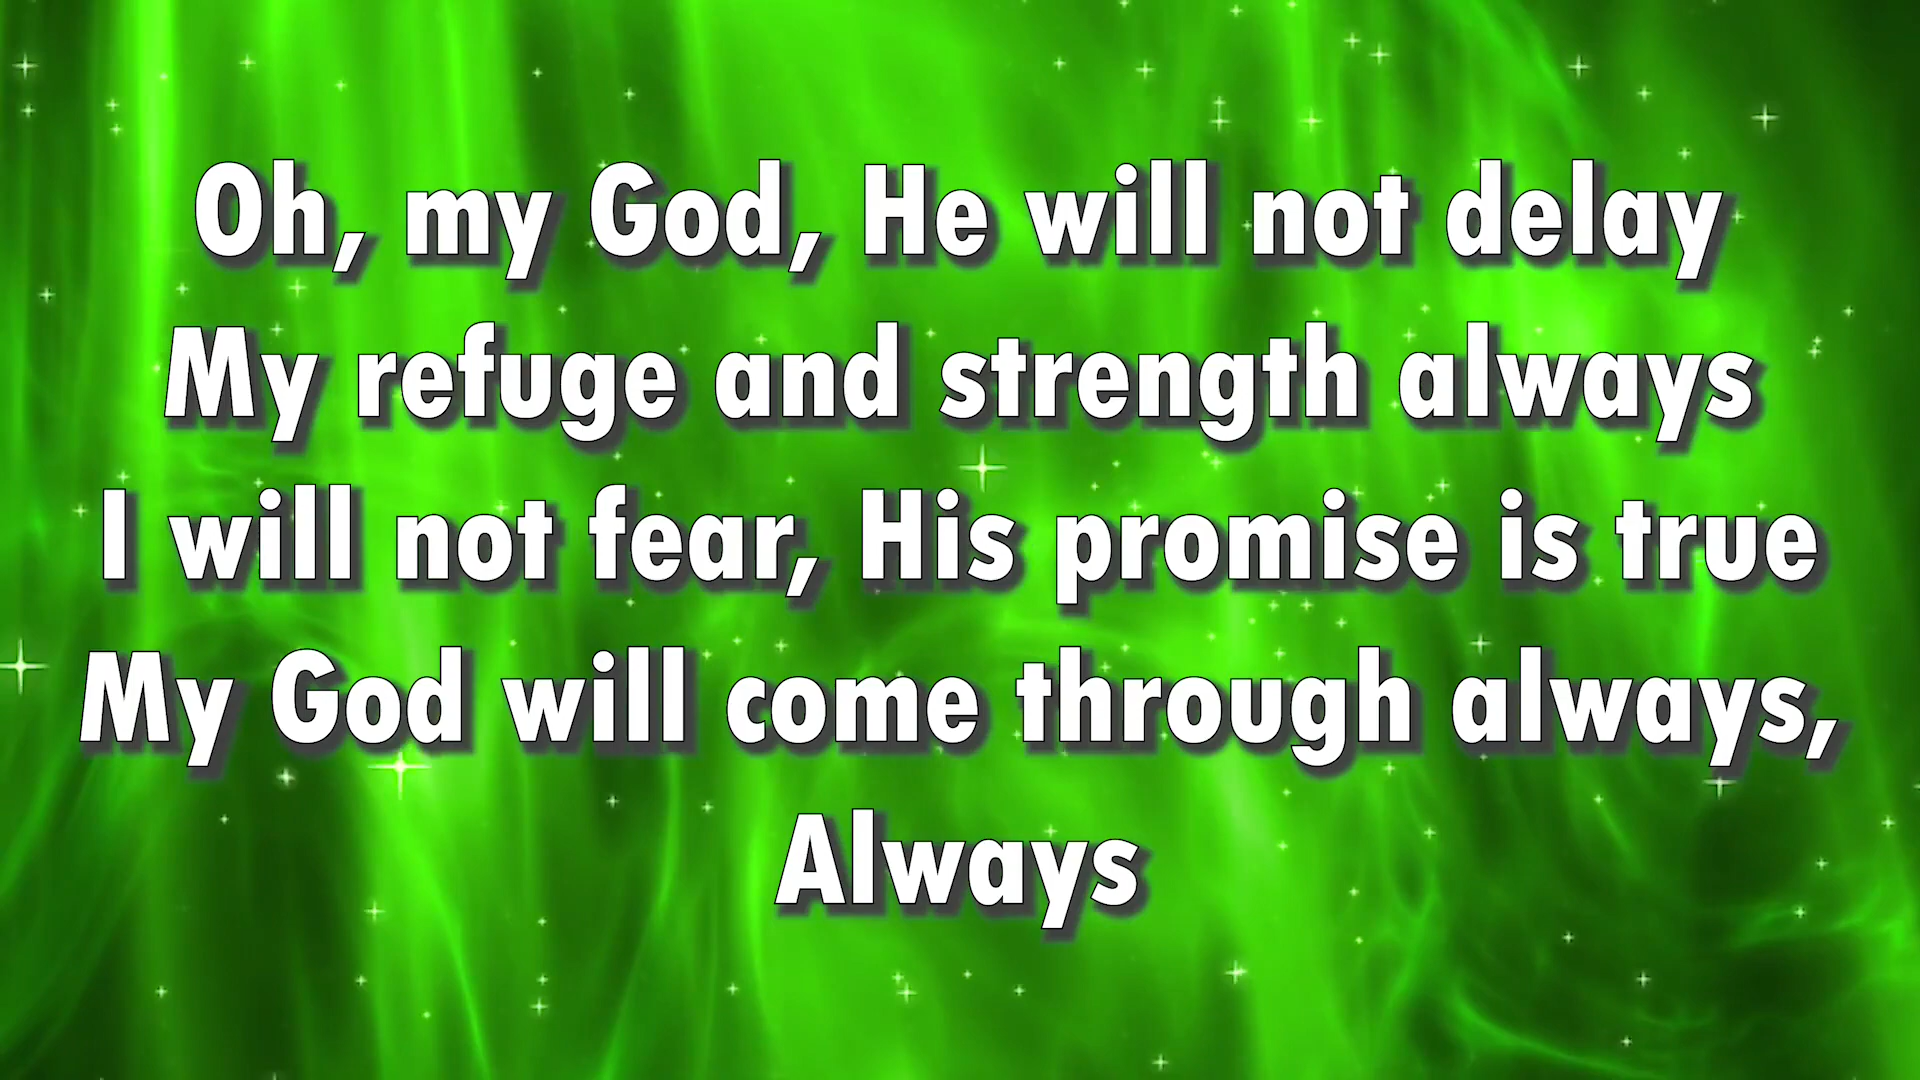 Oh, my God, He will not delay
My refuge and strength always
I will not fear, His promise is true
My God will come through always,
Always